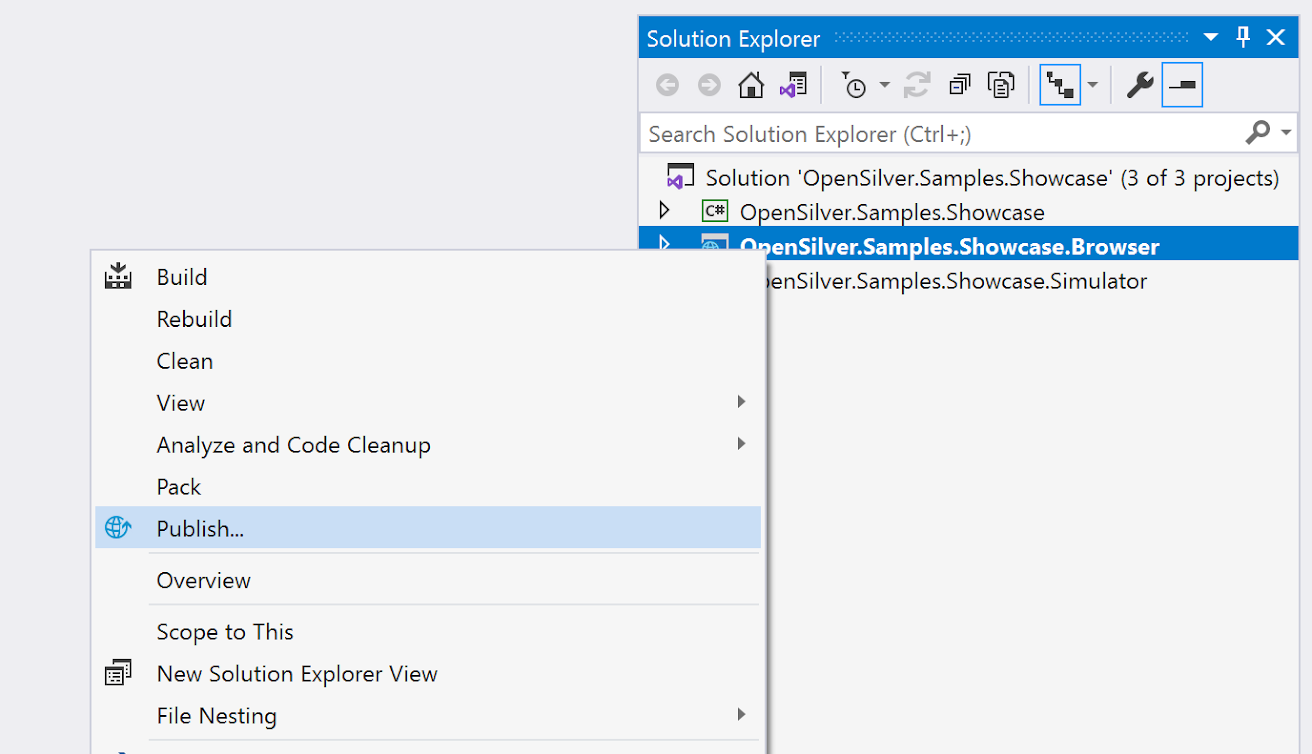 Solution Explorer
Search Solution Explorer (Ctrl+;)
Solution 'OpenSilver.Samples.Showcase' (3 of 3 projects)
C# OpenSilver.Samples.Showcase
OpenSilver.Samples.Showcase.Browser
penSilver.Samples.Showcase.Simulator
Build
Rebuild
Clean
View
Analyze and Code Cleanup
Pack
Publish...
Overview
Scope to This
New Solution Explorer View
File Nesting